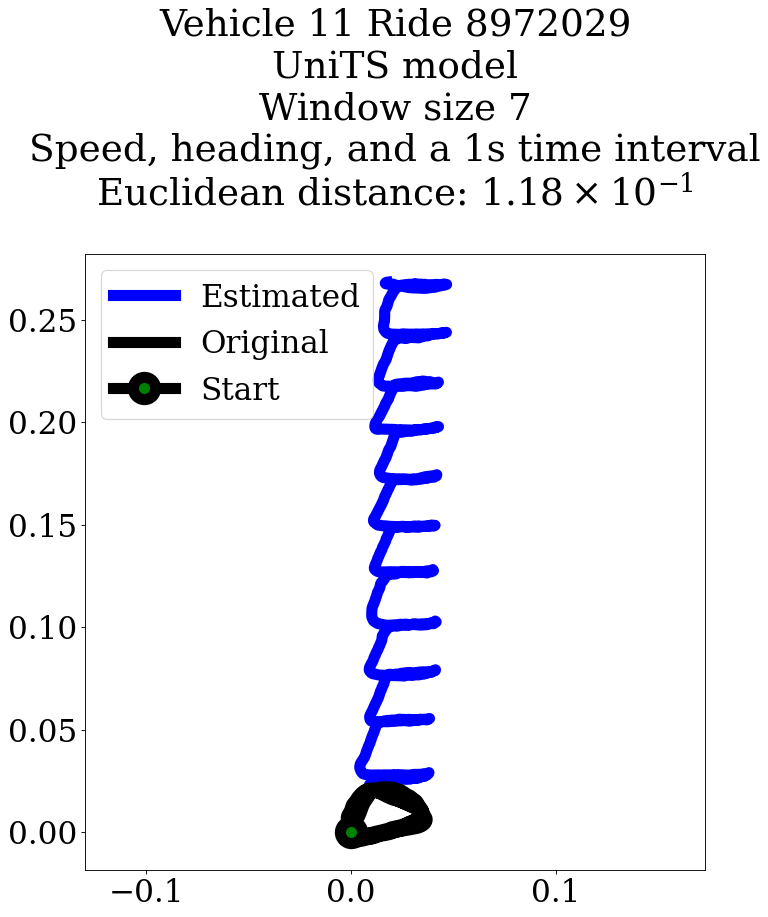 Vehicle 11 Ride 8972029
UniTS model
Window size 7
Speed, heading, and a 1s time interval
Euclidean distance: 1.18 × 10⁻¹
Estimated
Original
Start
0.25
0.20
0.15
0.10
0.05
0.00
−0.1
0.0
0.1